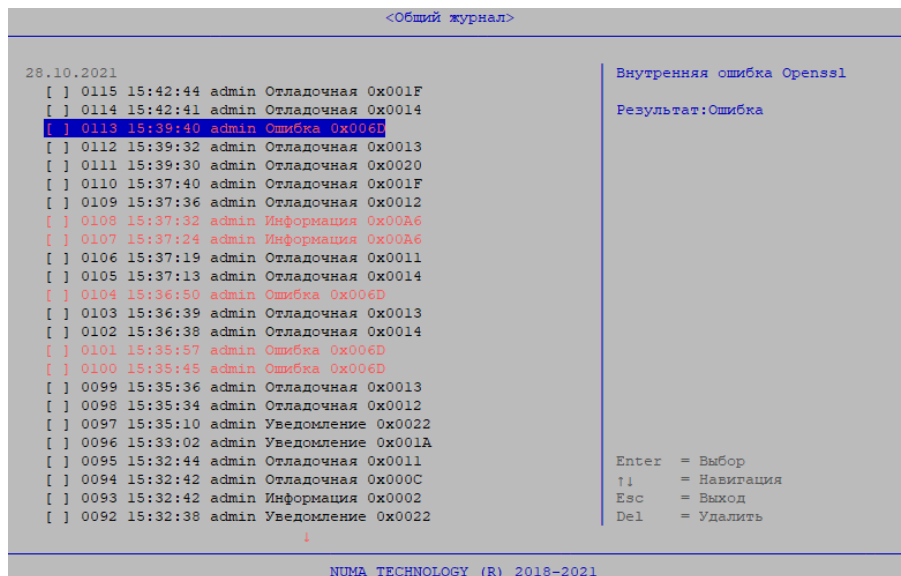 <Общий журнал>
28.10.2021
[ ] 0115 15:42:44 admin Отладочная 0x001F
[ ] 0114 15:42:41 admin Отладочная 0x0014
[ ] 0113 15:39:40 admin Ошибка 0x006D
[ ] 0112 15:39:32 admin Отладочная 0x0013
[ ] 0111 15:39:30 admin Отладочная 0x0020
[ ] 0110 15:37:40 admin Отладочная 0x001F
[ ] 0109 15:37:36 admin Отладочная 0x0012
[ ] 0108 15:37:32 admin Информация 0x00A6
[ ] 0107 15:37:24 admin Информация 0x00A6
[ ] 0106 15:37:19 admin Отладочная 0x0011
[ ] 0105 15:37:13 admin Отладочная 0x0014
[ ] 0104 15:36:50 admin Ошибка 0x006D
[ ] 0103 15:36:39 admin Отладочная 0x0013
[ ] 0102 15:36:38 admin Отладочная 0x0014
[ ] 0101 15:35:57 admin Ошибка 0x006D
[ ] 0100 15:35:45 admin Ошибка 0x006D
[ ] 0099 15:35:36 admin Отладочная 0x0013
[ ] 0098 15:35:34 admin Отладочная 0x0012
[ ] 0097 15:35:10 admin Уведомление 0x0022
[ ] 0096 15:33:02 admin Уведомление 0x001A
[ ] 0095 15:32:44 admin Отладочная 0x0011
[ ] 0094 15:32:42 admin Отладочная 0x000C
[ ] 0093 15:32:42 admin Информация 0x0002
[ ] 0092 15:32:38 admin Уведомление 0x0022
↓
Внутренняя ошибка Openssl
Результат:Ошибка
Enter = Выбор
↑↓ = Навигация
Esc = Выход
Del = Удалить
NUMA TECHNOLOGY (R) 2018-2021